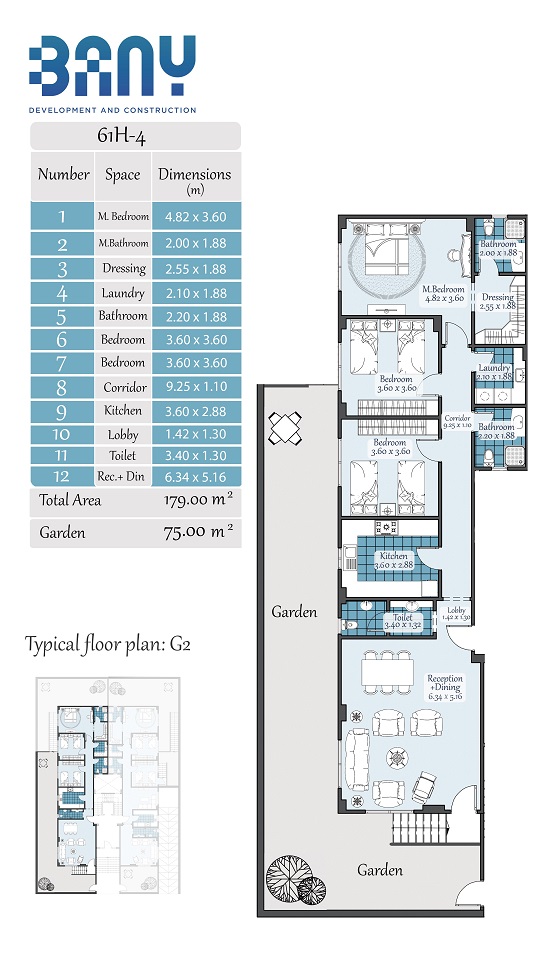 BANY
DEVELOPMENT AND CONSTRUCTION
61H-4
Number Space Dimensions (m)
1 M. Bedroom 4.82 x 3.60
2 M.Bathroom 2.00 x 1.88
3 Dressing 2.55 x 1.88
4 Laundry 2.10 x 1.88
5 Bathroom 2.20 x 1.88
6 Bedroom 3.60 x 3.60
7 Bedroom 3.60 x 3.60
8 Corridor 9.25 x 1.10
9 Kitchen 3.60 x 2.88
10 Lobby 1.42 x 1.30
11 Toilet 3.40 x 1.30
12 Rec.+ Din 6.34 x 5.16
Total Area 179.00 m²
Garden 75.00 m²
Typical floor plan: G2
Bathroom
2.00 x 1.88
M.Bedroom
4.82 x 3.60
Dressing
2.55 x 1.88
Laundry
2.10 x 1.88
Bedroom
3.60 x 3.60
Corridor
9.25 x 1.10
Bathroom
2.20 x 1.88
Bedroom
3.60 x 3.60
Kitchen
3.60 x 2.88
Lobby
1.42 x 1.30
Toilet
3.40 x 1.32
Garden
Reception
+Dining
6.34 x 5.16
Garden